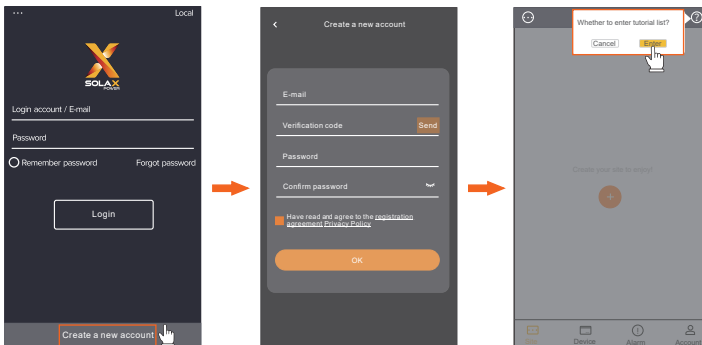 ... Local
SOLAX
POWER
Login account / E-mail
Password
Remember password Forgot password
Login
Create a new account
Create a new account
E-mail
Verification code Send
Password
Confirm password
Have read and agree to the registration
agreement Privacy Policy
OK
Whether to enter tutorial list?
Cancel Enter
?
Create your site to enjoy!
+
Site Device Alarm Account